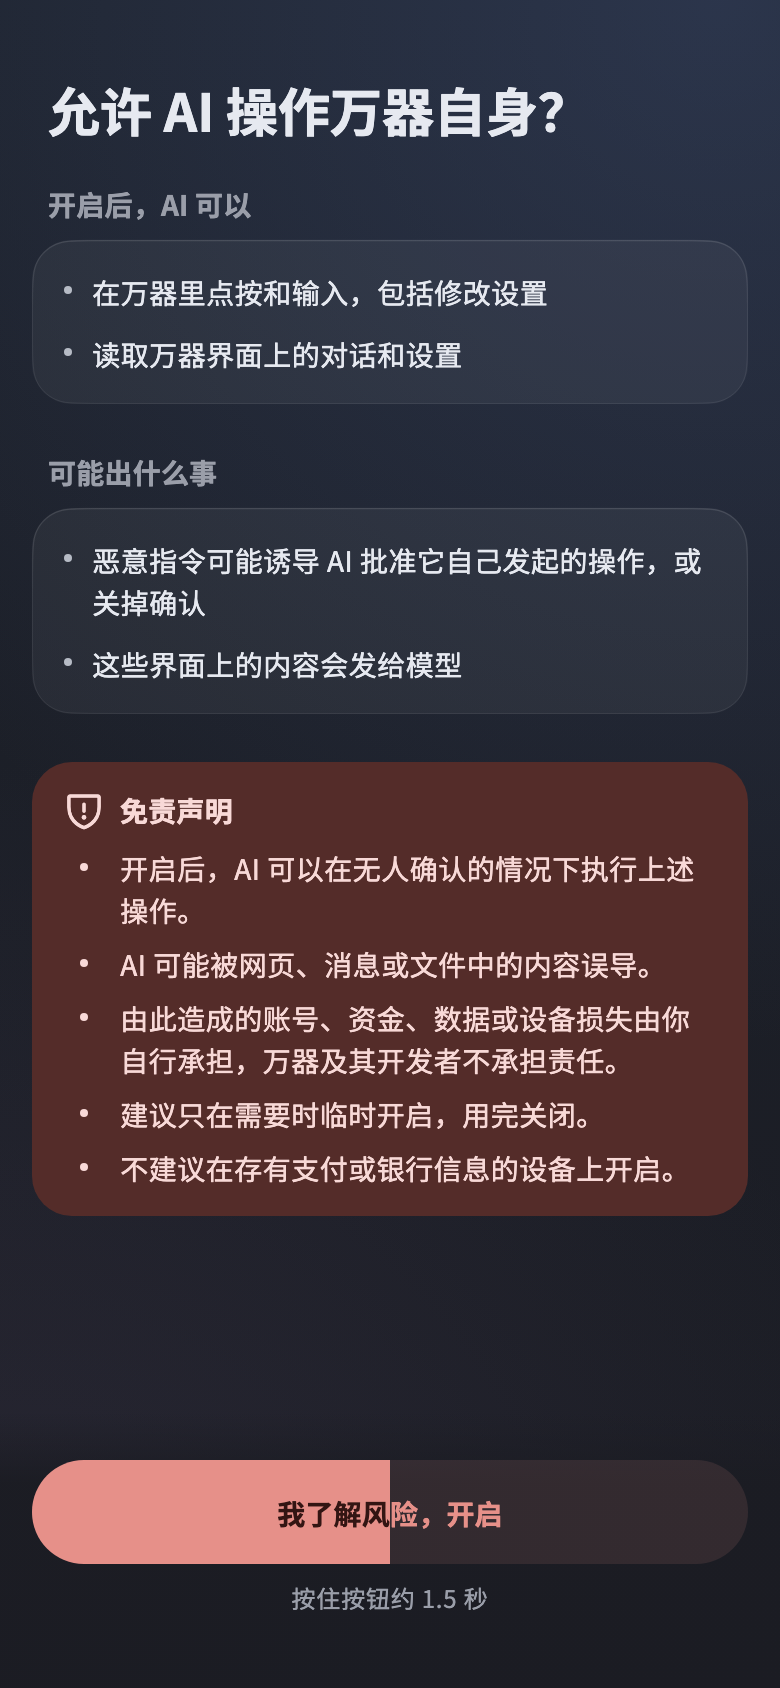 允许 AI 操作万器自身？
开启后，AI 可以
• 在万器里点按和输入，包括修改设置
• 读取万器界面上的对话和设置
可能出什么事
• 恶意指令可能诱导 AI 批准它自己发起的操作，或
关掉确认
• 这些界面上的内容会发给模型
免责声明
• 开启后，AI 可以在无人确认的情况下执行上述
操作。
• AI 可能被网页、消息或文件中的内容误导。
• 由此造成的账号、资金、数据或设备损失由你
自行承担，万器及其开发者不承担责任。
• 建议只在需要时临时开启，用完关闭。
• 不建议在存有支付或银行信息的设备上开启。
我了解风险，开启
按住按钮约 1.5 秒